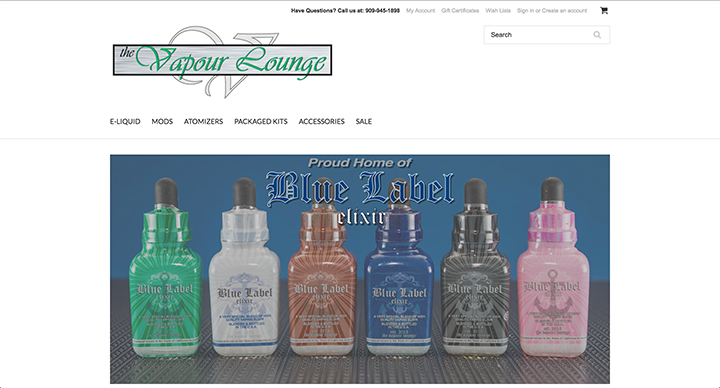 Have Questions? Call us at: 909-945-1898 My Account Gift Certificates Wish Lists Sign in or Create an account
Search
the Vapour Lounge
E-LIQUID MODS ATOMIZERS PACKAGED KITS ACCESSORIES SALE
Proud Home of
Blue Label
elixir
Blue Label Blue Label Blue Label Blue Label Blue Label Blue Label
elixir elixir elixir elixir elixir elixir